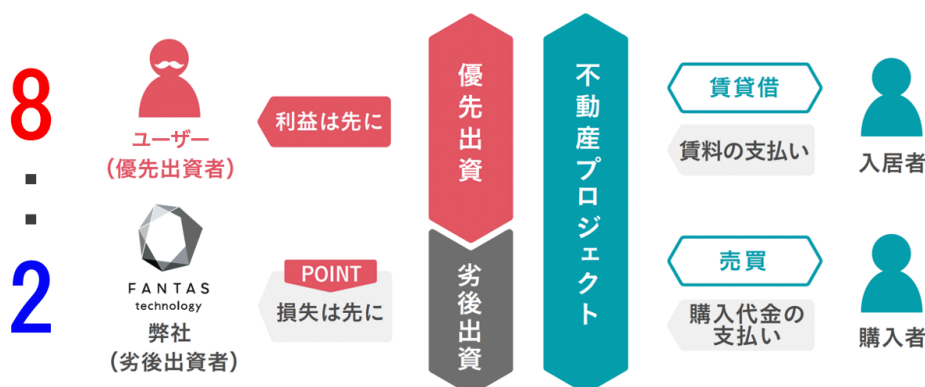 8
:
2
ユーザー
(優先出資者)
利益は先に
FANTAS
technology
弊社
(劣後出資者)
POINT
損失は先に
優先出資
劣後出資
不動産プロジェクト
賃貸借
賃料の支払い
入居者
売買
購入代金の
支払い
購入者